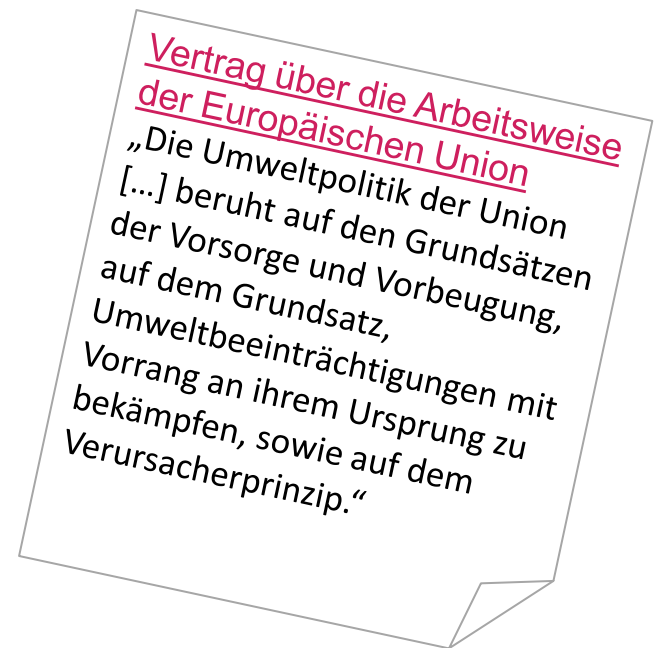 Vertrag über die Arbeitsweise
der Europäischen Union
„Die Umweltpolitik der Union
[…] beruht auf den Grundsätzen
der Vorsorge und Vorbeugung,
auf dem Grundsatz,
Umweltbeeinträchtigungen mit
Vorrang an ihrem Ursprung zu
bekämpfen, sowie auf dem
Verursacherprinzip.“